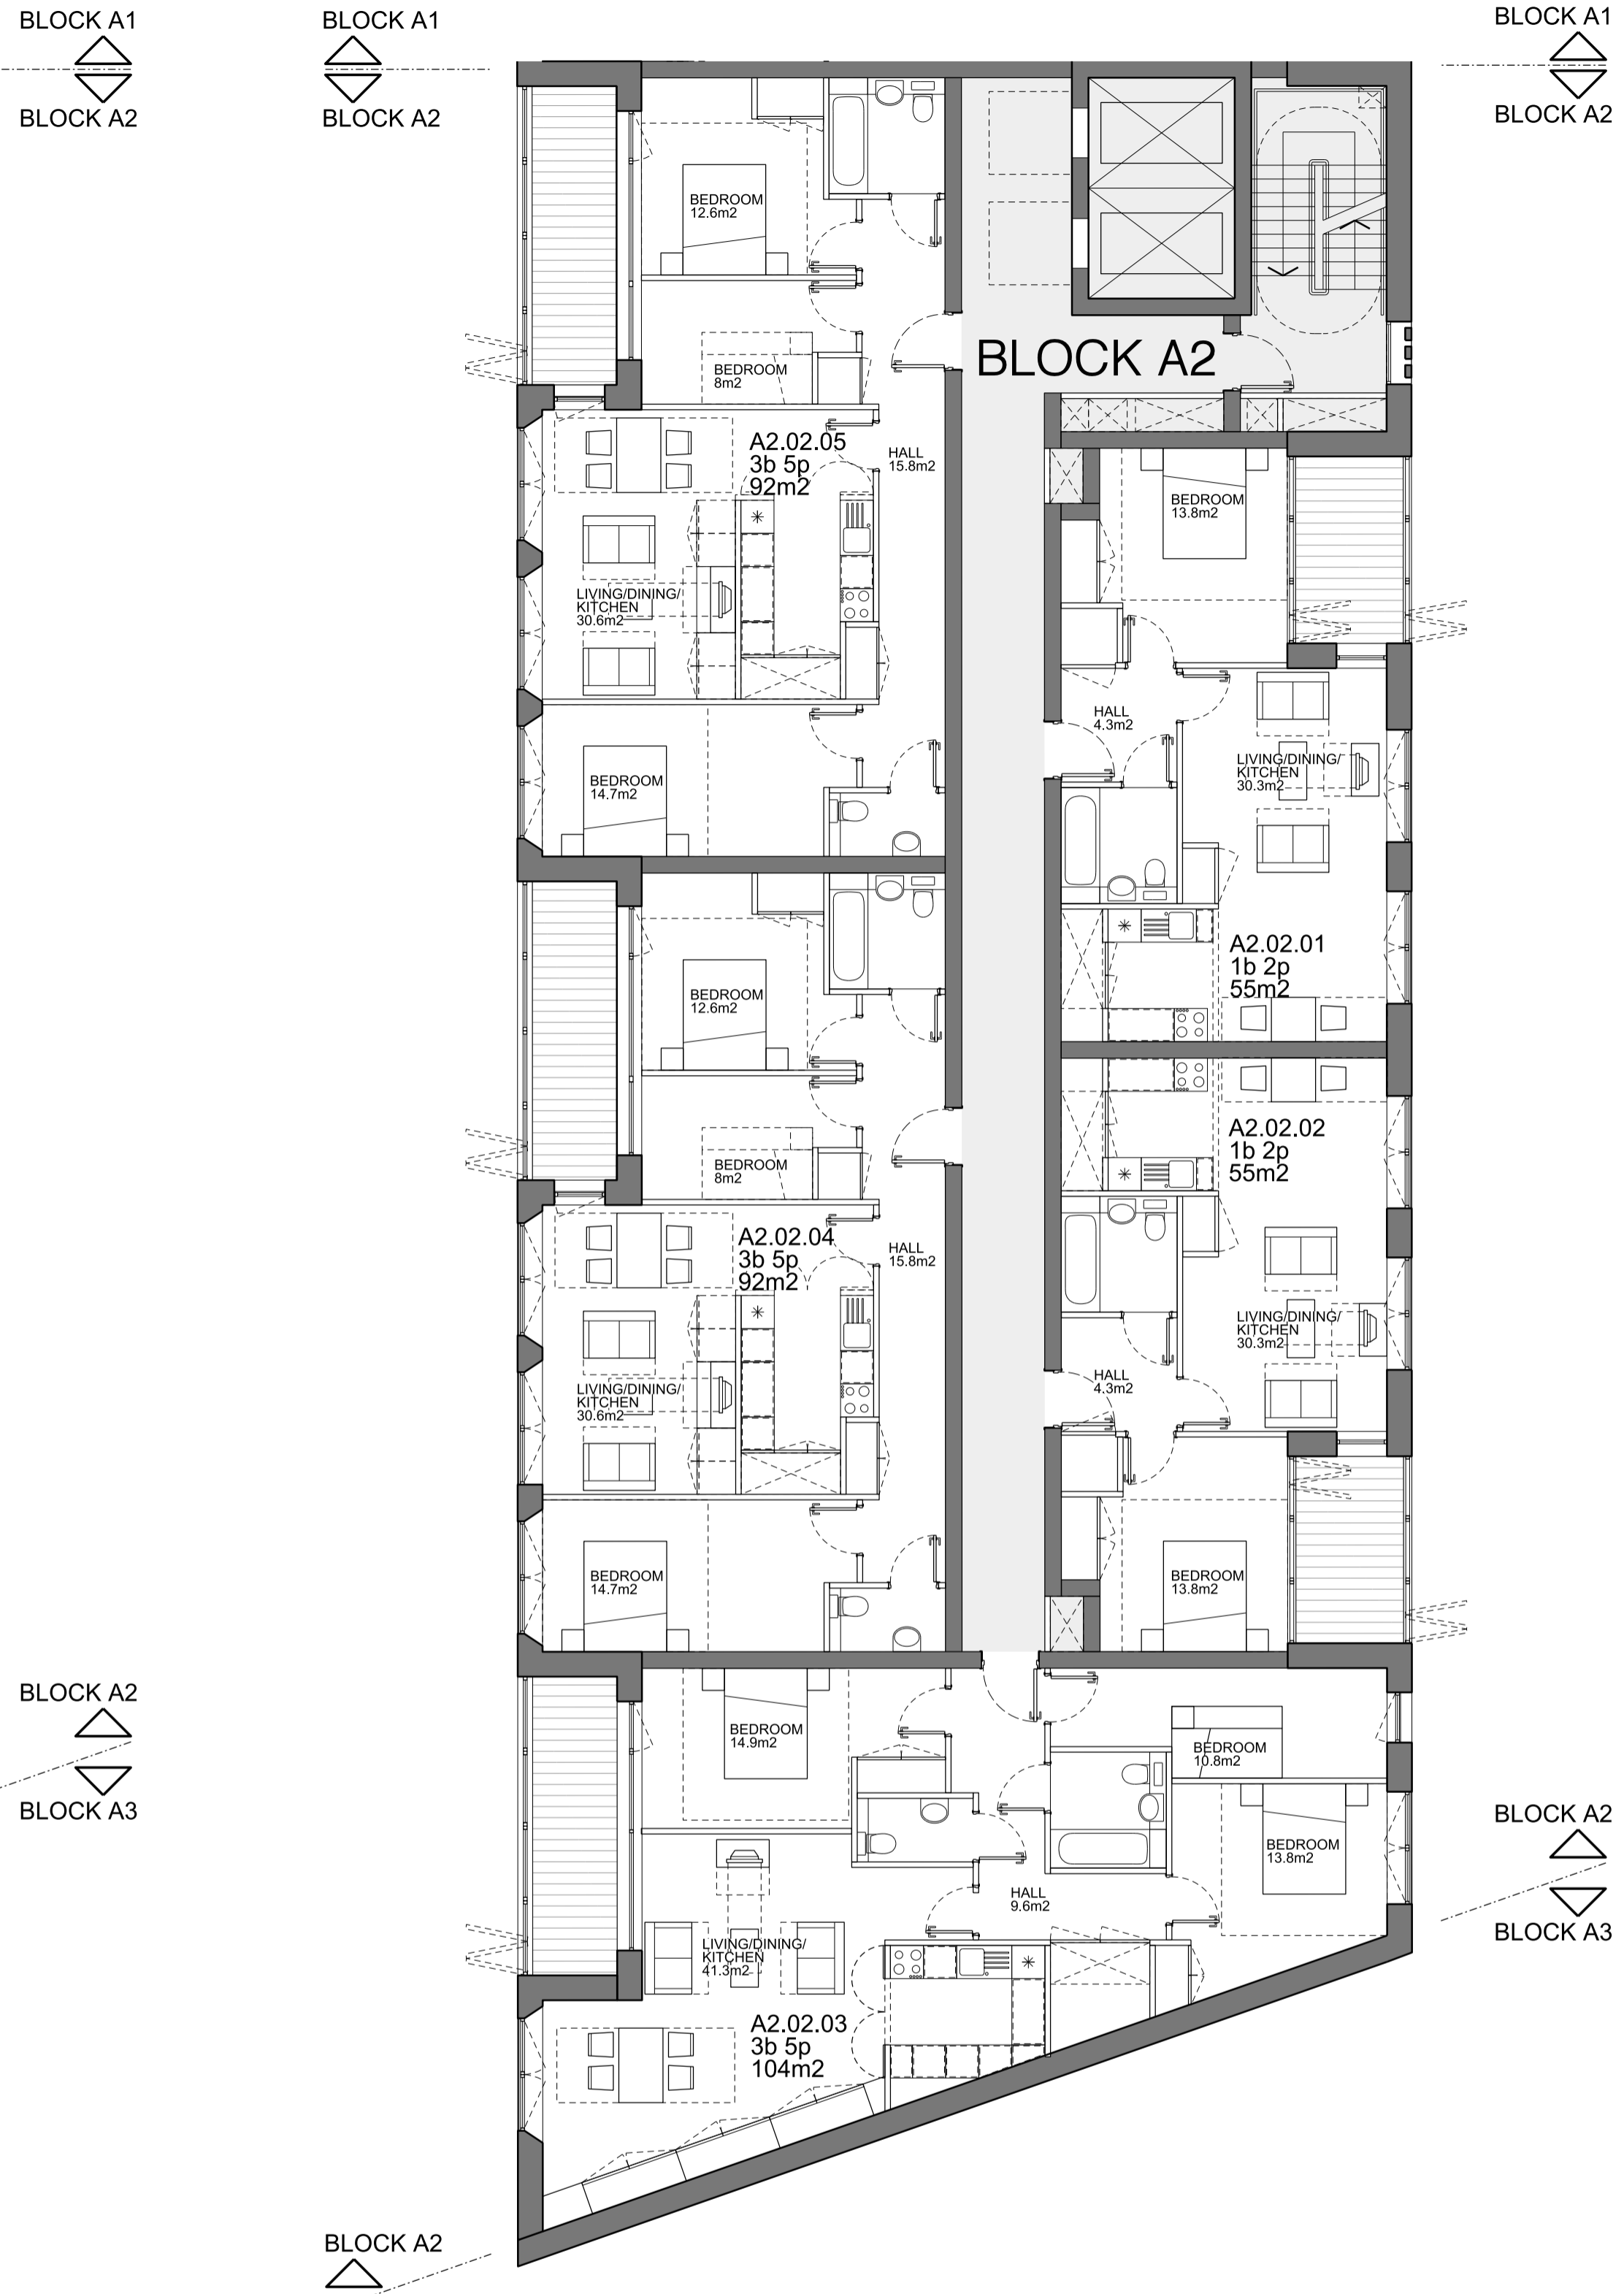 BLOCK A1
BLOCK A2
BLOCK A1
BLOCK A2
BLOCK A1
BLOCK A2
BEDROOM
12.6m2
BLOCK A2
BEDROOM
8m2
A2.02.05
3b 5p
92m2
HALL
15.8m2
BEDROOM
13.8m2
LIVING/DINING/
KITCHEN
30.6m2
HALL
4.3m2
LIVING/DINING/
KITCHEN
30.3m2
BEDROOM
14.7m2
A2.02.01
1b 2p
55m2
BEDROOM
12.6m2
A2.02.02
1b 2p
55m2
BEDROOM
8m2
A2.02.04
3b 5p
92m2
HALL
15.8m2
LIVING/DINING/
KITCHEN
30.3m2
LIVING/DINING/
KITCHEN
30.6m2
HALL
4.3m2
BEDROOM
14.7m2
BEDROOM
13.8m2
BLOCK A2
BLOCK A3
BEDROOM
14.9m2
BEDROOM
10.8m2
BEDROOM
13.8m2
BLOCK A2
BLOCK A3
HALL
9.6m2
LIVING/DINING/
KITCHEN
41.3m2
A2.02.03
3b 5p
104m2
BLOCK A2